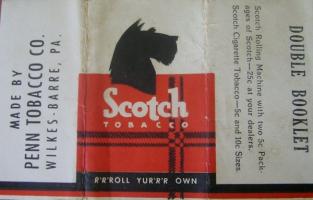 MADE BY
PENN TOBACCO CO.
WILKES-BARRE, PA.
Scotch
TOBACCO
R'R'ROLL YUR'R'R OWN
DOUBLE BOOKLET
Scotch Rolling Machine with two 5c Pack-
ages of Scotch—25c at your dealers.
Scotch Cigarette Tobacco—5c and 10c Sizes